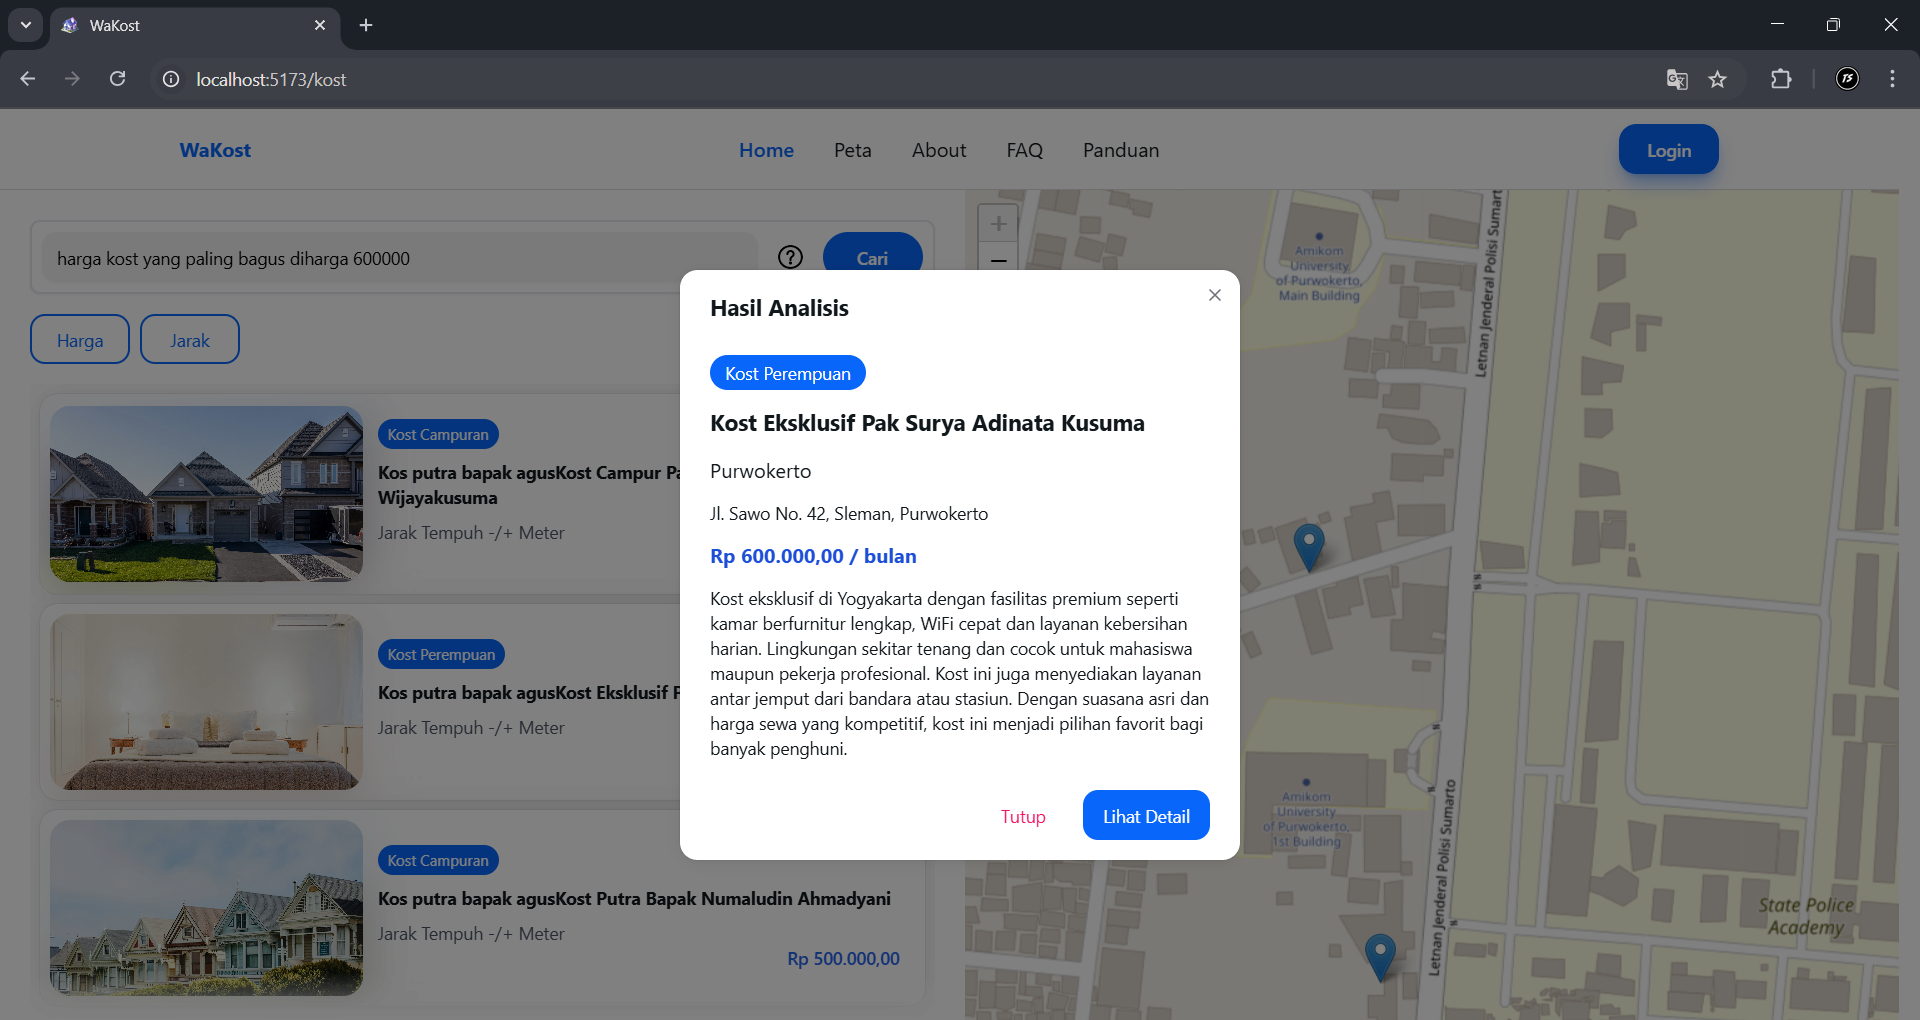 WaKost
localhost:5173/kost
WaKost
Home
Peta
About
FAQ
Panduan
Login
harga kost yang paling bagus diharga 600000
Cari
Harga
Jarak
Kost Campuran
Kos putra bapak agusKost Campur Pa
Wijayakusuma
Jarak Tempuh -/+ Meter
Kost Perempuan
Kos putra bapak agusKost Eksklusif P
Jarak Tempuh -/+ Meter
Kost Campuran
Kos putra bapak agusKost Putra Bapak Numaludin Ahmadyani
Jarak Tempuh -/+ Meter
Rp 500.000,00
Hasil Analisis
Kost Perempuan
Kost Eksklusif Pak Surya Adinata Kusuma
Purwokerto
Jl. Sawo No. 42, Sleman, Purwokerto
Rp 600.000,00 / bulan
Kost eksklusif di Yogyakarta dengan fasilitas premium seperti
kamar berfurnitur lengkap, WiFi cepat dan layanan kebersihan
harian. Lingkungan sekitar tenang dan cocok untuk mahasiswa
maupun pekerja profesional. Kost ini juga menyediakan layanan
antar jemput dari bandara atau stasiun. Dengan suasana asri dan
harga sewa yang kompetitif, kost ini menjadi pilihan favorit bagi
banyak penghuni.
Tutup
Lihat Detail
+
−
Amikom
University
of Purwokerto,
Main Building
Letnan Jenderal Polisi Sumart
Amikom
University
of Purwokerto,
1st Building
Letnan Jenderal Polisi Sumarto
State Police
Academy